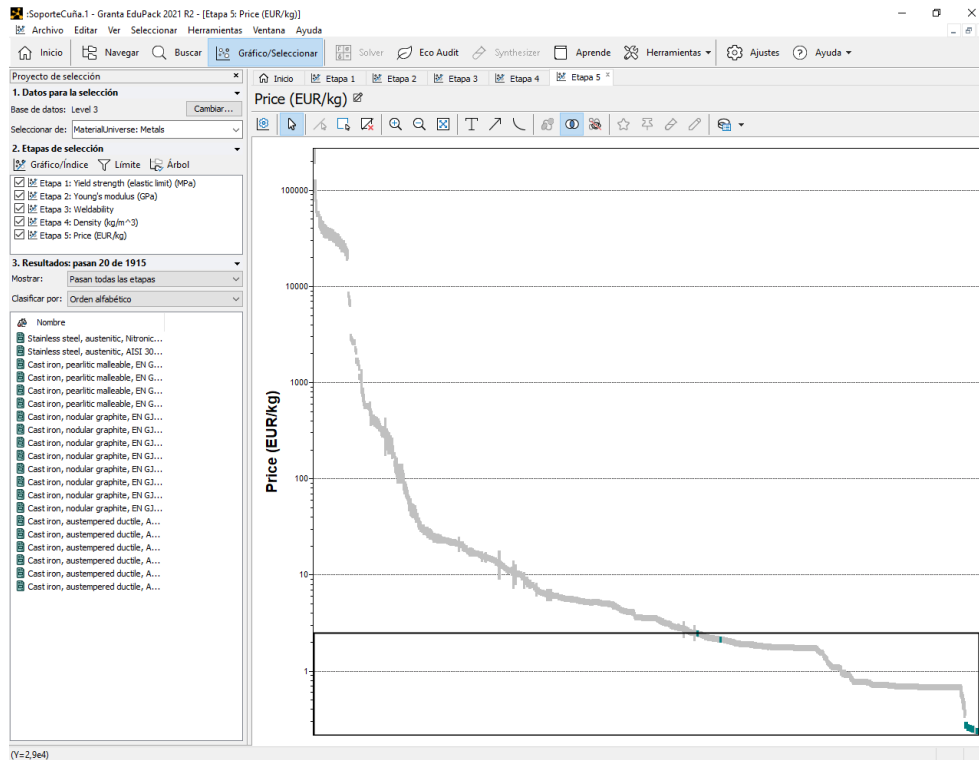 :SoporteCuña.1 - Granta EduPack 2021 R2 - [Etapa 5: Price (EUR/kg)]
Archivo Editar Ver Seleccionar Herramientas Ventana Ayuda
Inicio Navegar Buscar Gráfico/Seleccionar Solver Eco Audit Synthesizer Aprende Herramientas Ajustes Ayuda
Proyecto de selección
1. Datos para la selección
Base de datos: Level 3 Cambiar...
Seleccionar de: MaterialUniverse: Metals
2. Etapas de selección
Gráfico/Índice Límite Árbol
Etapa 1: Yield strength (elastic limit) (MPa)
Etapa 2: Young's modulus (GPa)
Etapa 3: Weldability
Etapa 4: Density (kg/m^3)
Etapa 5: Price (EUR/kg)
3. Resultados: pasan 20 de 1915
Mostrar: Pasan todas las etapas
Clasificar por: Orden alfabético
Nombre
Stainless steel, austenitic, Nitronic...
Stainless steel, austenitic, AISI 30...
Cast iron, pearlitic malleable, EN G...
Cast iron, pearlitic malleable, EN G...
Cast iron, pearlitic malleable, EN G...
Cast iron, pearlitic malleable, EN G...
Cast iron, nodular graphite, EN GJ...
Cast iron, nodular graphite, EN GJ...
Cast iron, nodular graphite, EN GJ...
Cast iron, nodular graphite, EN GJ...
Cast iron, nodular graphite, EN GJ...
Cast iron, nodular graphite, EN GJ...
Cast iron, nodular graphite, EN GJ...
Cast iron, nodular graphite, EN GJ...
Cast iron, austempered ductile, A...
Cast iron, austempered ductile, A...
Cast iron, austempered ductile, A...
Cast iron, austempered ductile, A...
Cast iron, austempered ductile, A...
Cast iron, austempered ductile, A...
(Y=2,9e4)
Inicio Etapa 1 Etapa 2 Etapa 3 Etapa 4 Etapa 5
Price (EUR/kg)
Price (EUR/kg)
100000
10000
1000
100
10
1